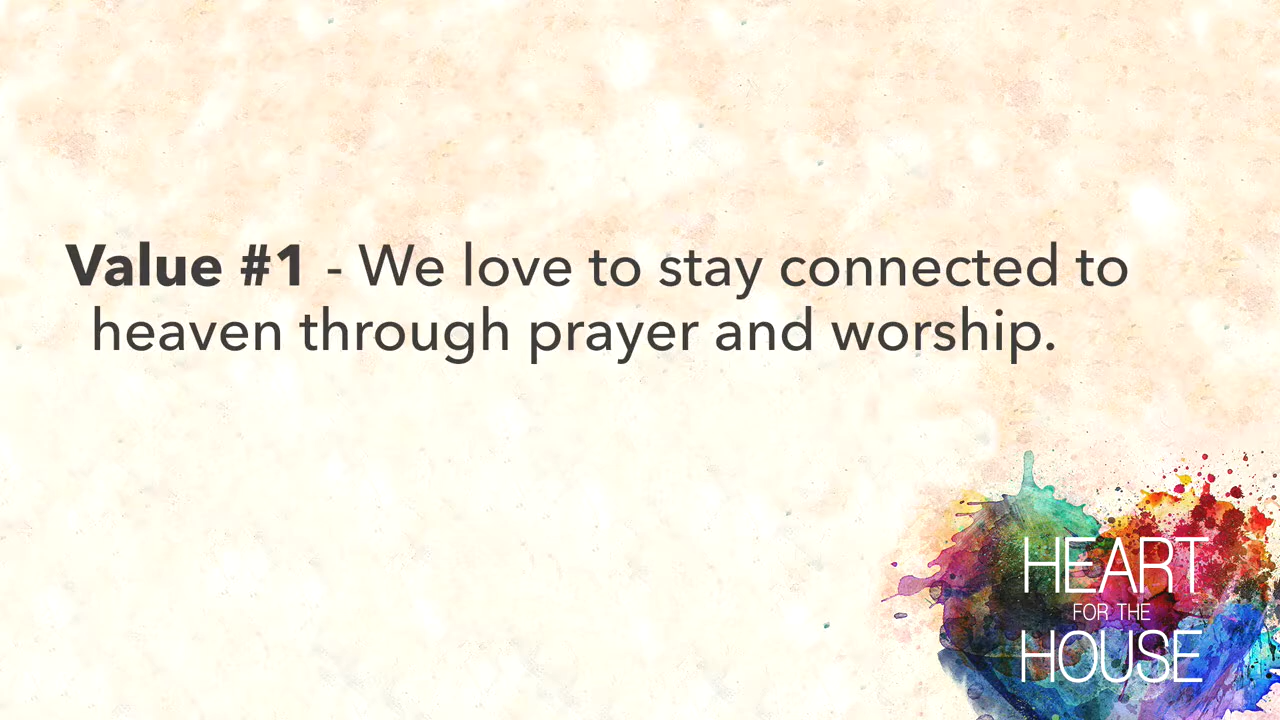 Value #1 - We love to stay connected to
heaven through prayer and worship.
HEART
FOR THE
HOUSE